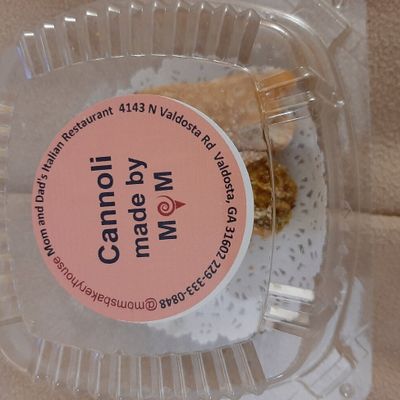 Mom and Dad's Italian Restaurant 4143 N Valdosta Rd Valdosta, GA 31602 229-333-0848
@momsbakeryhouse
Cannoli
made by
MOM